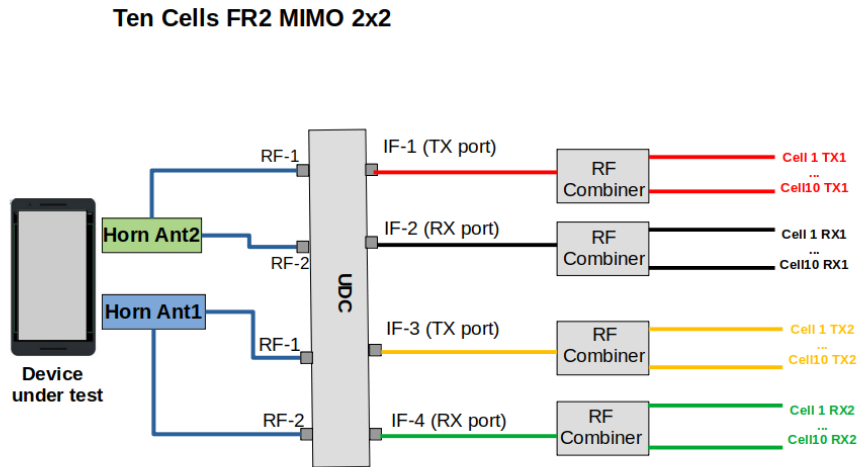 Ten Cells FR2 MIMO 2x2
RF-1
IF-1 (TX port)
RF
Combiner
Cell 1 TX1
...
Cell10 TX1
Horn Ant2
RF-2
IF-2 (RX port)
RF
Combiner
Cell 1 RX1
...
Cell10 RX1
UDC
Horn Ant1
RF-1
IF-3 (TX port)
RF
Combiner
Cell 1 TX2
...
Cell10 TX2
Device
under test
RF-2
IF-4 (RX port)
RF
Combiner
Cell 1 RX2
...
Cell10 RX2